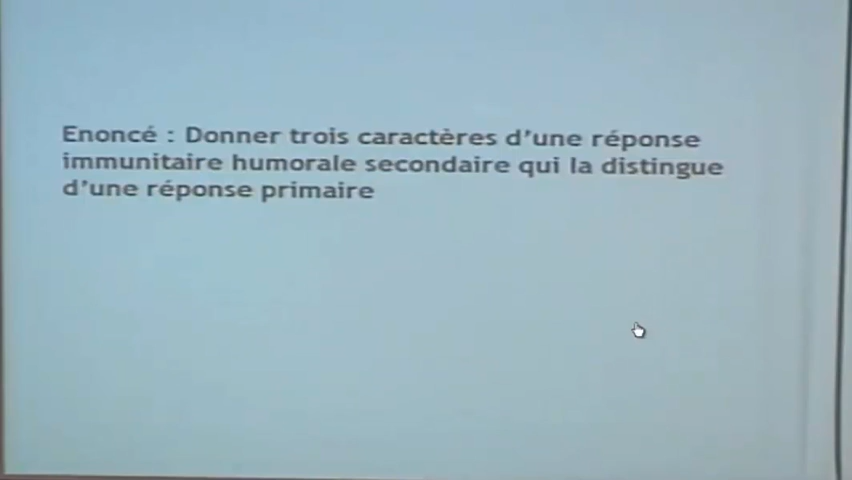 Enoncé : Donner trois caractères d'une réponse
immunitaire humorale secondaire qui la distingue
d'une réponse primaire